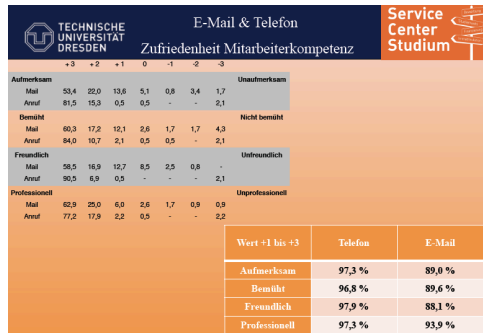 TECHNISCHE
UNIVERSITÄT
DRESDEN
E-Mail & Telefon
Zufriedenheit Mitarbeiterkompetenz
Service
Center
Studium
+ 3 + 2 + 1 0 -1 -2 -3
Aufmerksam Unaufmerksam
Mail 53,4 22,0 13,6 5,1 0,8 3,4 1,7
Anruf 81,5 15,3 0,5 0,5 - - 2,1
Bemüht Nicht bemüht
Mail 60,3 17,2 12,1 2,6 1,7 1,7 4,3
Anruf 84,0 10,7 2,1 0,5 0,5 - 2,1
Freundlich Unfreundlich
Mail 58,5 16,9 12,7 8,5 2,5 0,8 -
Anruf 90,5 6,9 0,5 - - - 2,1
Professionell Unprofessionell
Mail 62,9 25,0 6,0 2,6 1,7 0,9 0,9
Anruf 77,2 17,9 2,2 0,5 - - 2,2
Wert +1 bis +3 Telefon E-Mail
Aufmerksam 97,3 % 89,0 %
Bemüht 96,8 % 89,6 %
Freundlich 97,9 % 88,1 %
Professionell 97,3 % 93,9 %